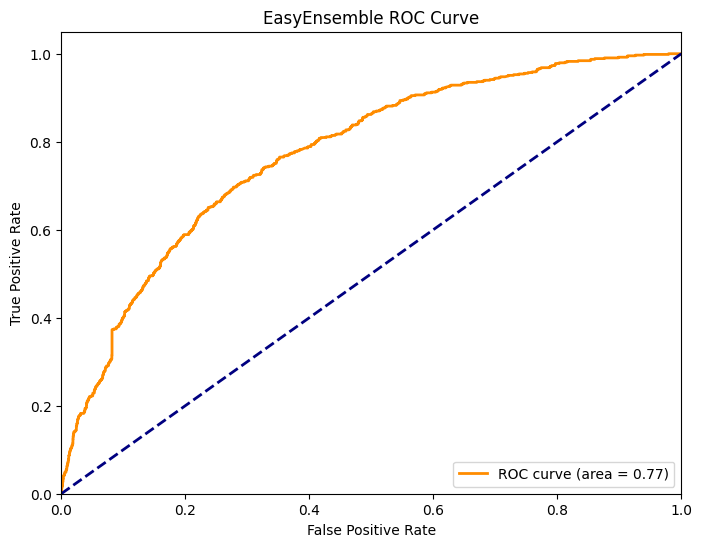 EasyEnsemble ROC Curve
1.0
0.8
0.6
0.4
0.2
0.0
True Positive Rate
ROC curve (area = 0.77)
0.0 0.2 0.4 0.6 0.8 1.0
False Positive Rate